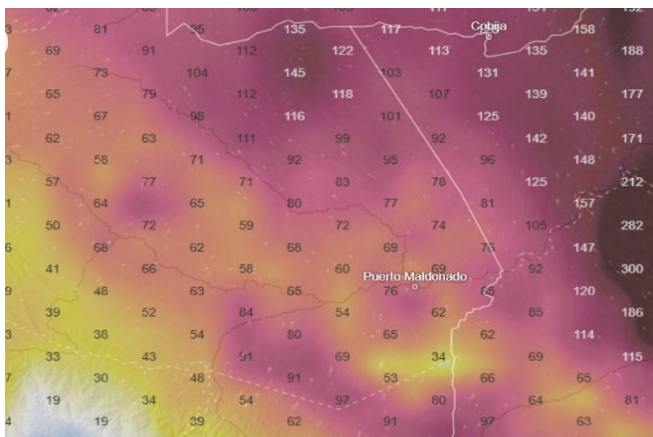 81 95 135 117 Cobija 158
69 91 112 122 113 135 188
73 104 145 103 131 141
65 79 112 118 107 139 177
67 98 116 101 125 140
62 63 111 99 92 142 171
58 71 92 95 96 148
57 77 71 83 78 125 212
64 65 80 77 81 157
50 72 59 72 74 105 282
68 62 68 69 76 147
41 66 58 60 69 92 300
Puerto Maldonado
48 63 65 76 65 120
39 52 84 54 62 85 186
38 54 80 65 62 114
33 43 91 69 34 69 115
30 48 91 53 66 65
19 34 54 97 80 64 81
19 39 62 91 97 63